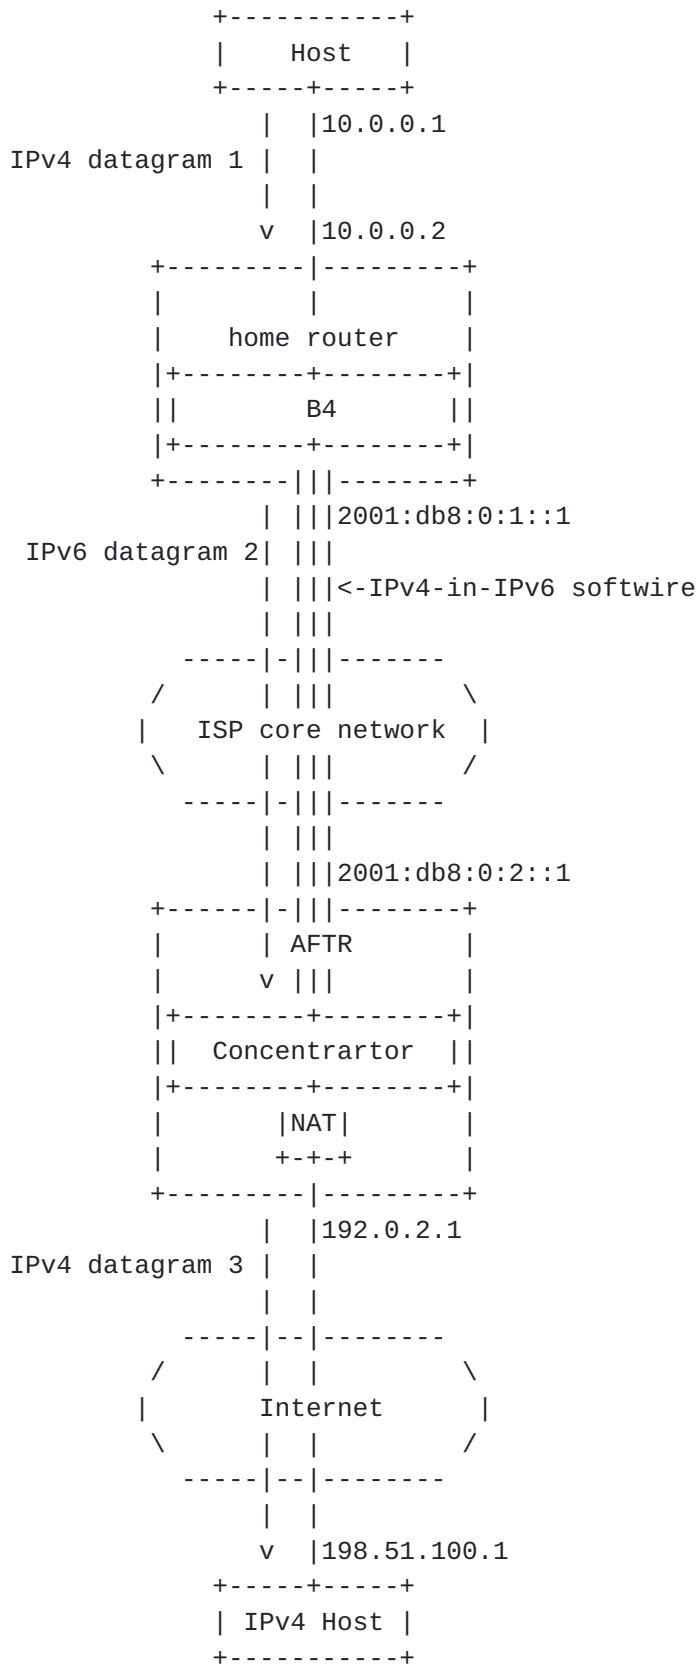 Host
10.0.0.1
IPv4 datagram 1
10.0.0.2
home router
B4
2001:db8:0:1::1
IPv6 datagram 2
<-IPv4-in-IPv6 softwire
ISP core network
2001:db8:0:2::1
AFTR
Concentrartor
NAT
192.0.2.1
IPv4 datagram 3
Internet
198.51.100.1
IPv4 Host